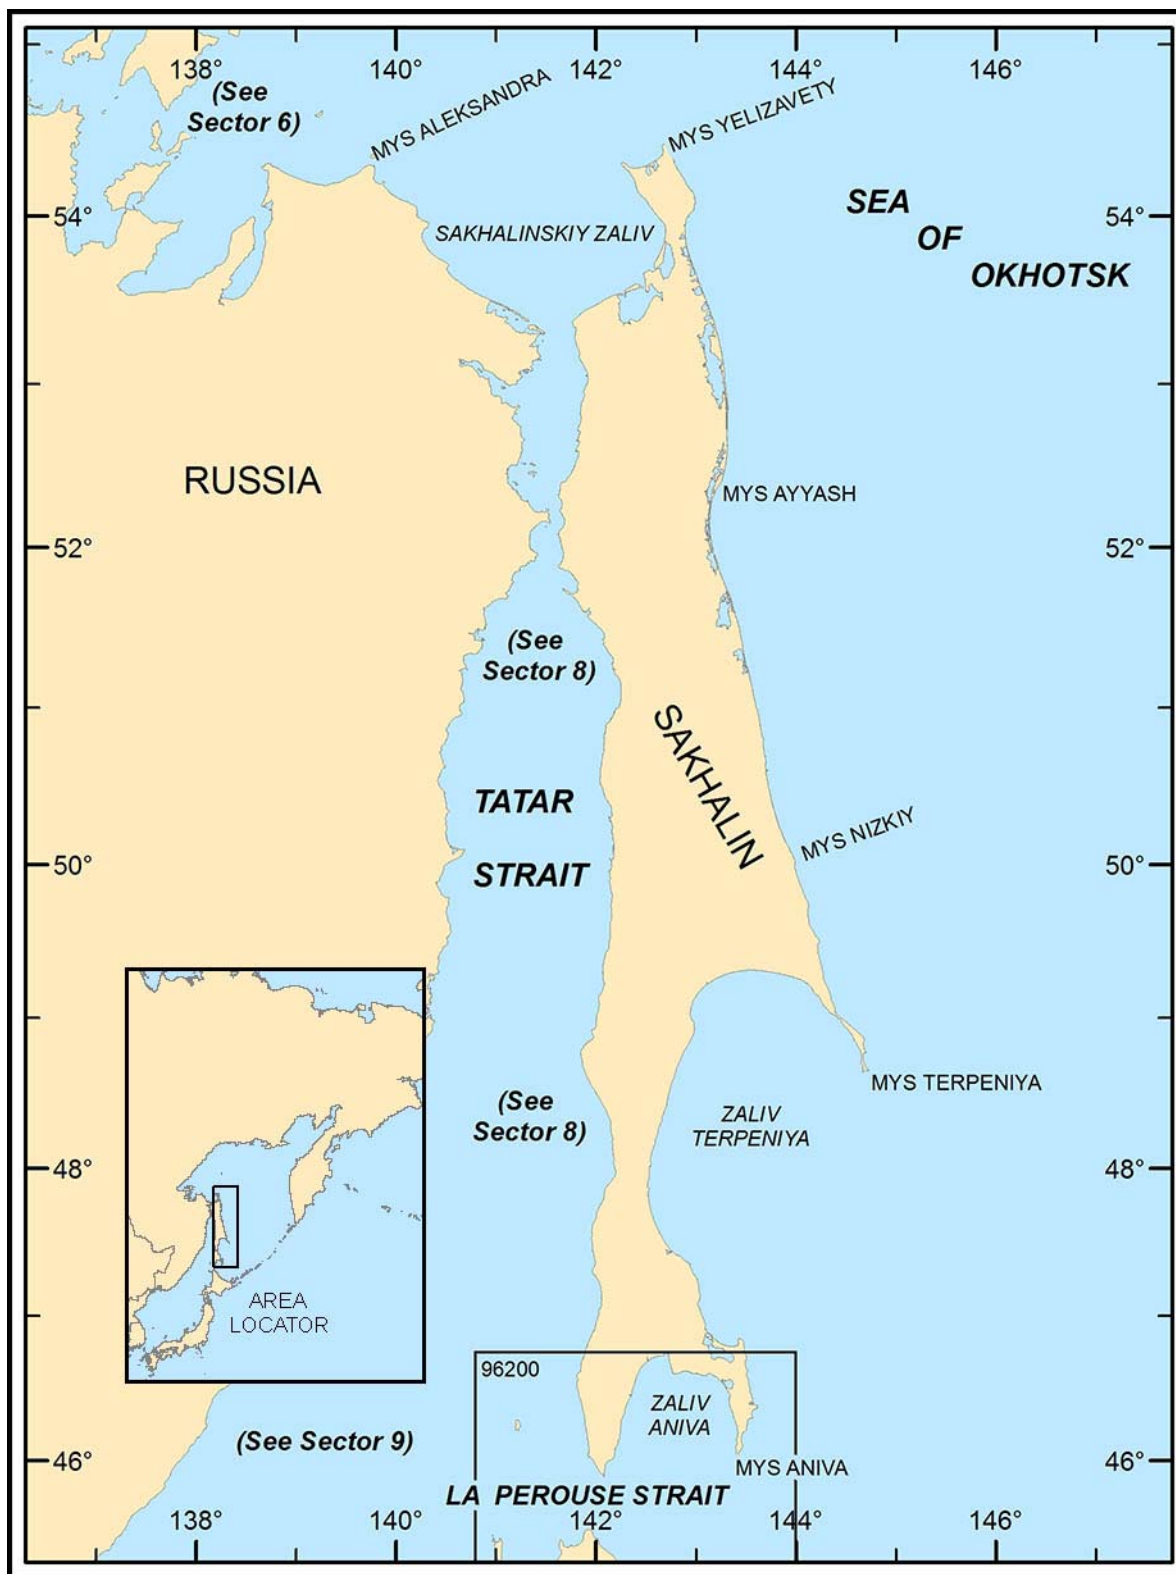 138°
140°
142°
144°
146°
(See
Sector 6)
MYS ALEKSANDRA
MYS YELIZAVETY
54°
SAKHALINSKIY ZALIV
SEA
OF
OKHOTSK
54°
RUSSIA
MYS AYYASH
52°
52°
(See
Sector 8)
SAKHALIN
TATAR
STRAIT
MYS NIZKIY
50°
50°
MYS TERPENIYA
(See
Sector 8)
ZALIV
TERPENIYA
48°
48°
AREA
LOCATOR
96200
ZALIV
ANIVA
(See Sector 9)
46°
MYS ANIVA
46°
LA PEROUSE STRAIT
138°
140°
142°
144°
146°